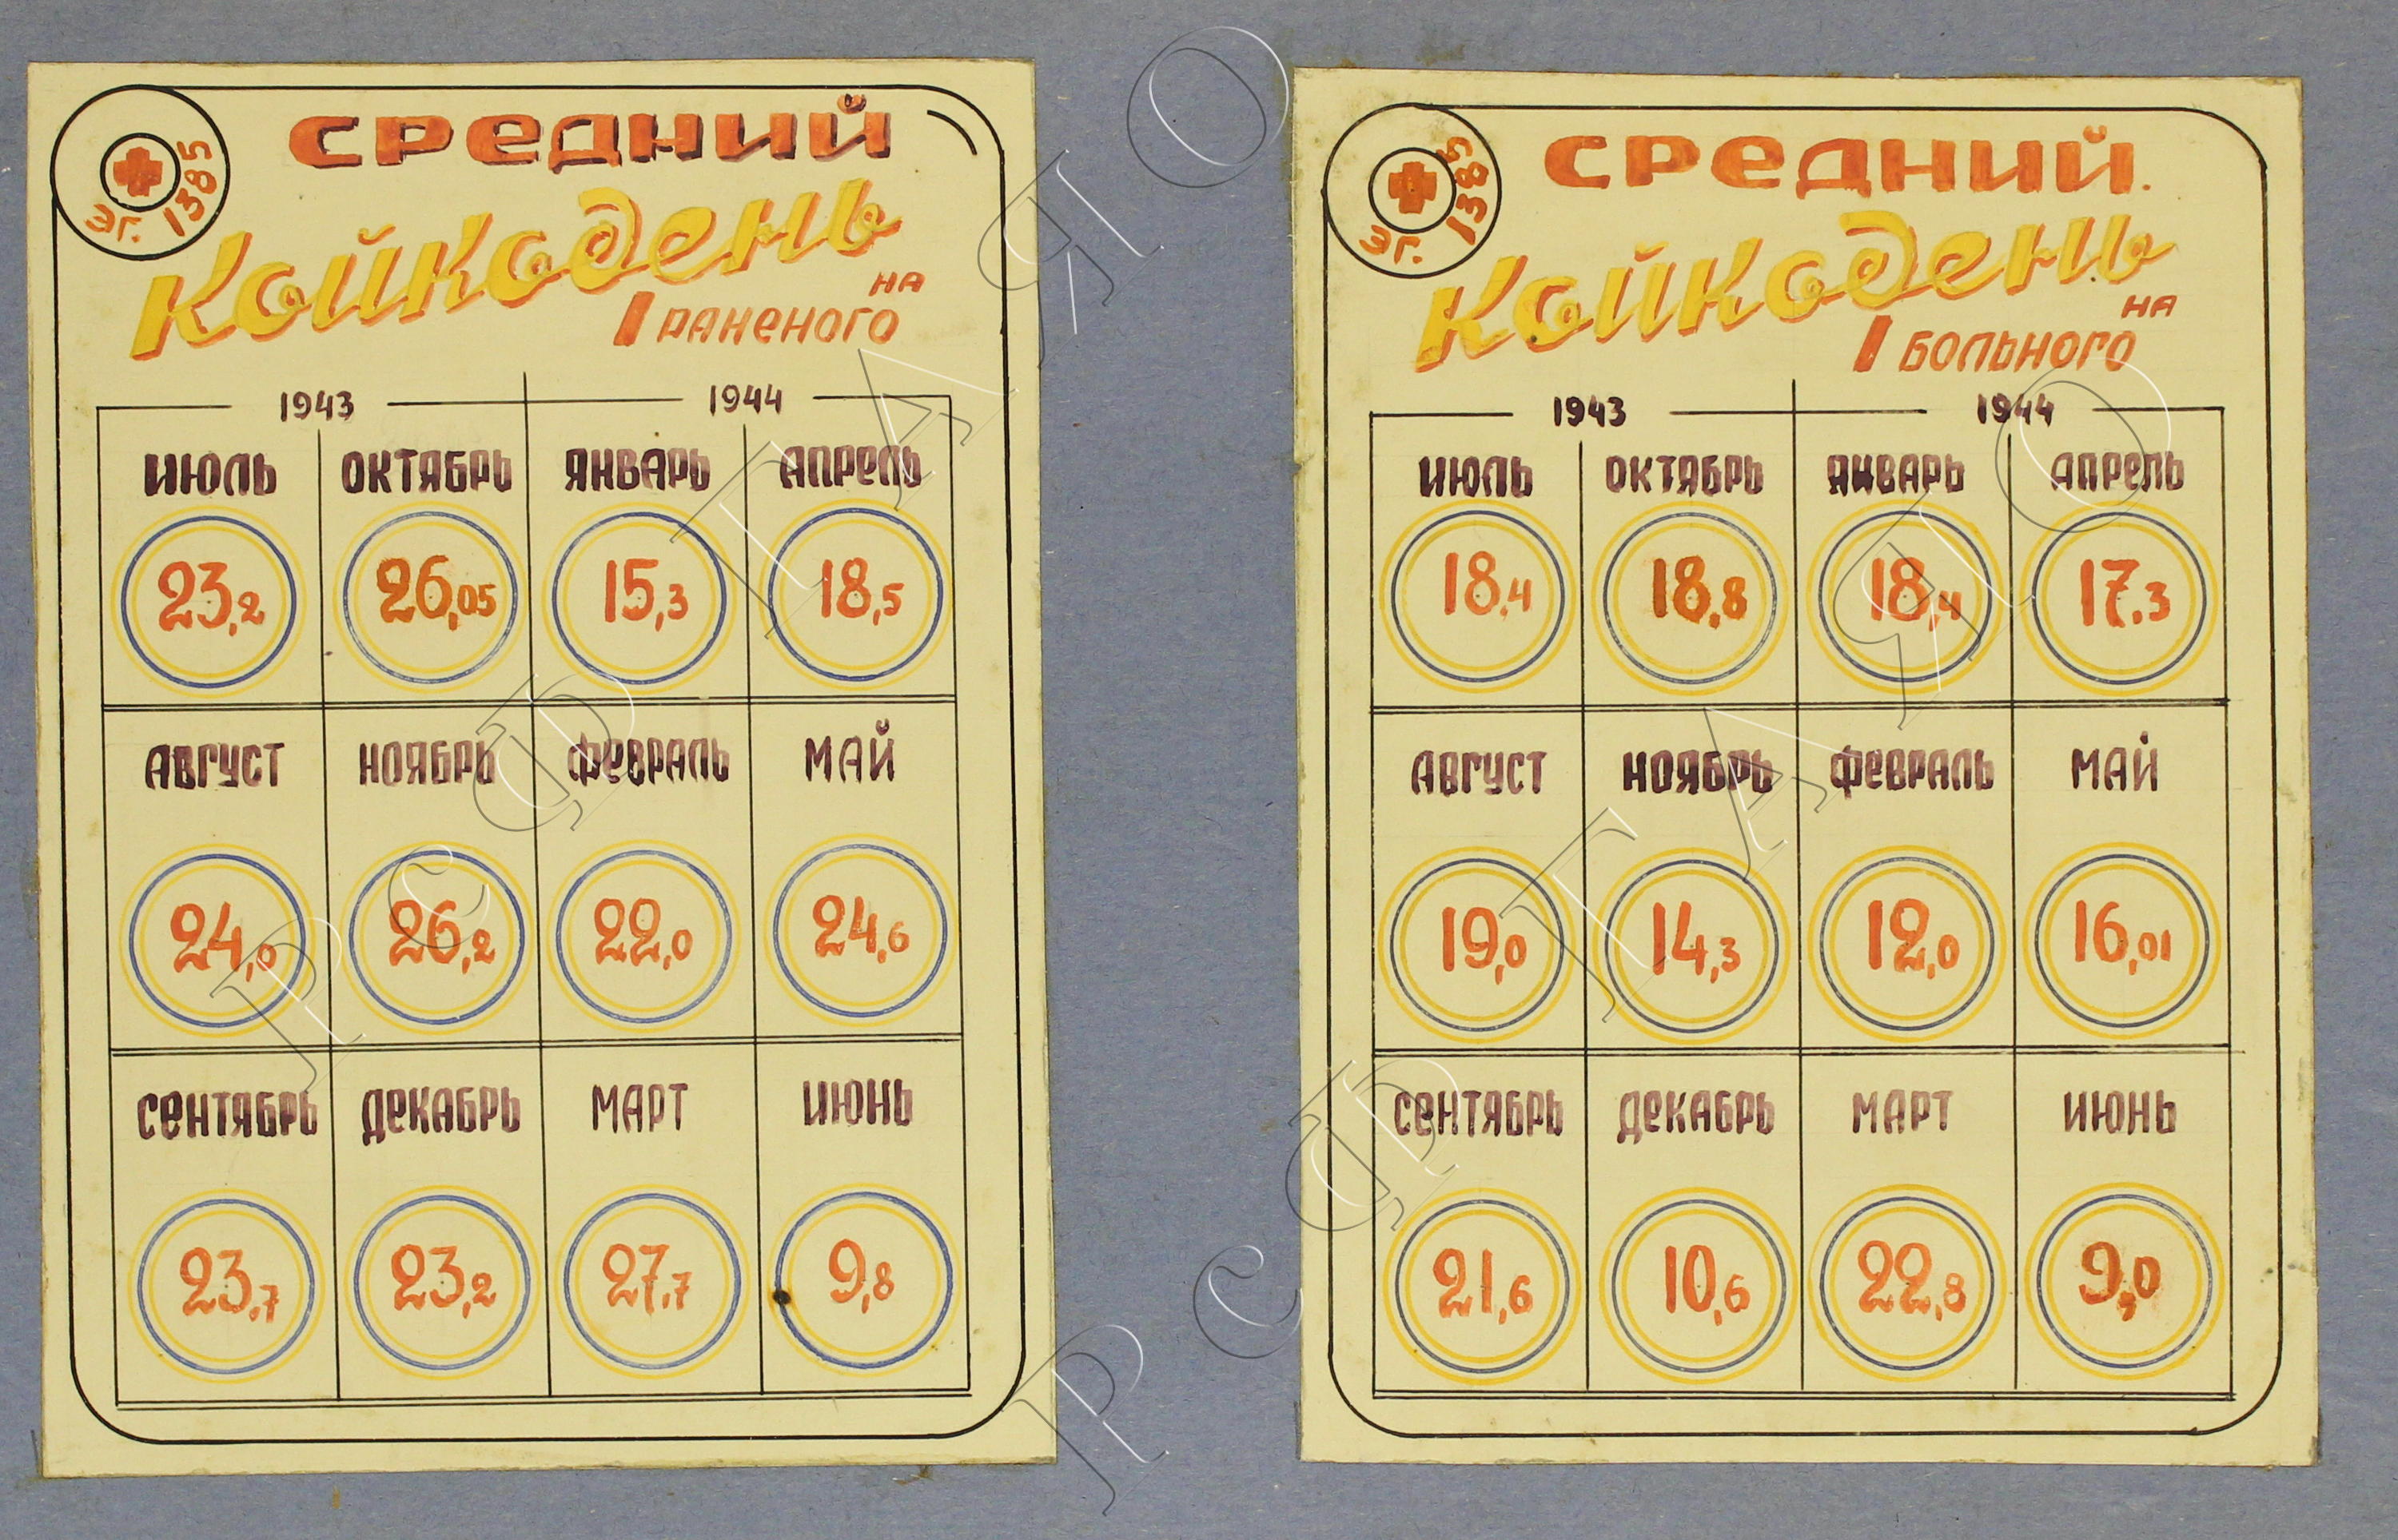 ЭГ. 1385
СРЕДНИЙ
Койкодень
на
1 раненого
1943 1944
ИЮЛЬ ОКТЯБРЬ ЯНВАРЬ АПРЕЛЬ
23,2 26,05 15,3 18,5
АВГУСТ НОЯБРЬ ФЕВРАЛЬ МАЙ
24,0 26,2 22,0 24,6
СЕНТЯБРЬ ДЕКАБРЬ МАРТ ИЮНЬ
23,7 23,2 27,7 9,8
ЭГ. 1385
СРЕДНИЙ.
Койкодень
на
1 больного
1943 1944
ИЮЛЬ ОКТЯБРЬ ЯНВАРЬ АПРЕЛЬ
18,4 18,8 18,4 17,3
АВГУСТ НОЯБРЬ ФЕВРАЛЬ МАЙ
19,0 14,3 12,0 16,01
СЕНТЯБРЬ ДЕКАБРЬ МАРТ ИЮНЬ
21,6 10,6 22,8 9,0
РсФ ГАЯО
РсФ ГАЯО